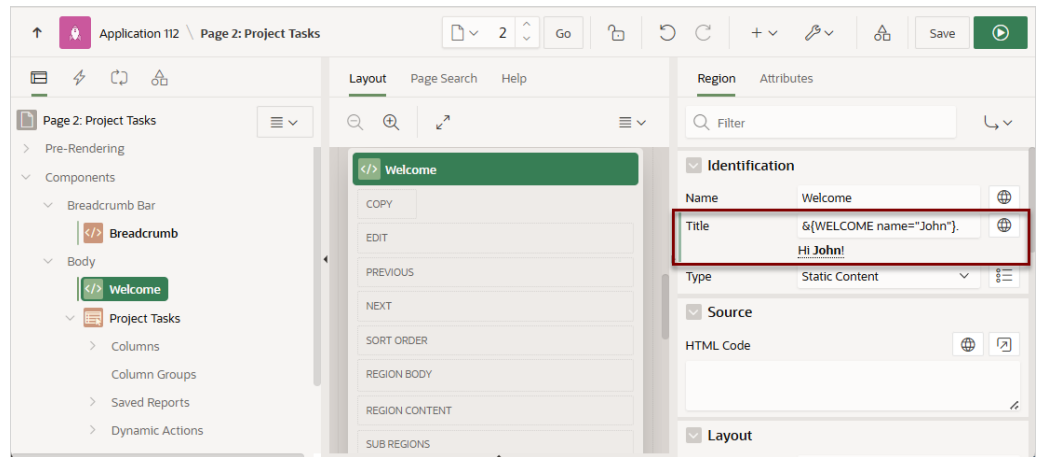 Application 112 \ Page 2: Project Tasks
2
Go
Save
Page 2: Project Tasks
Pre-Rendering
Components
Breadcrumb Bar
</> Breadcrumb
Body
</> Welcome
Project Tasks
Columns
Column Groups
Saved Reports
Dynamic Actions
Layout Page Search Help
</> Welcome
COPY
EDIT
PREVIOUS
NEXT
SORT ORDER
REGION BODY
REGION CONTENT
SUB REGIONS
Region Attributes
Filter
Identification
Name Welcome
Title &{WELCOME name="John"}.
Hi John!
Type Static Content
Source
HTML Code
Layout